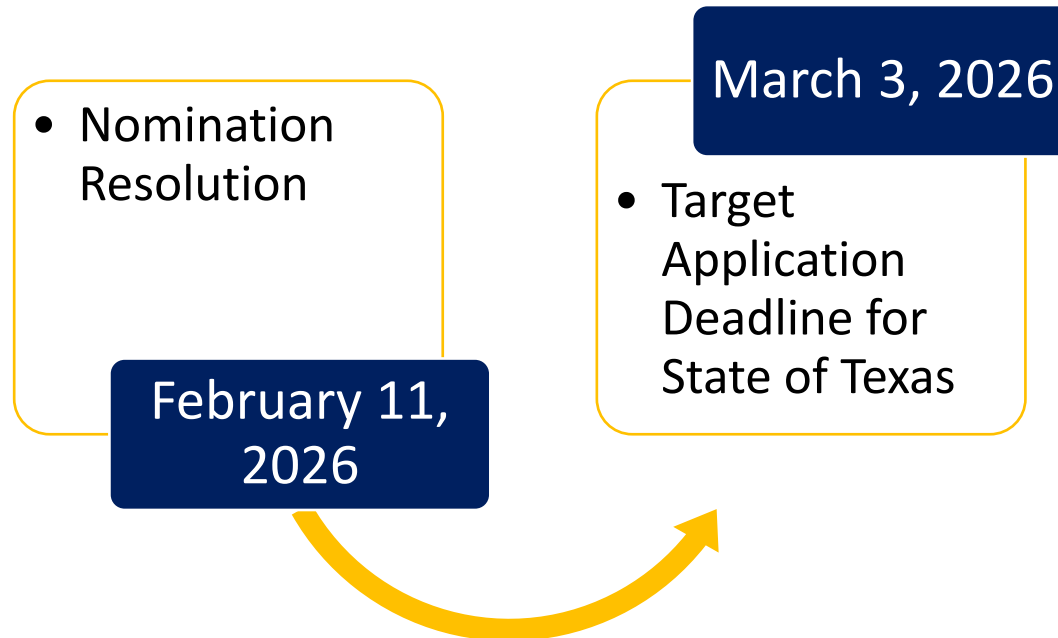 • Nomination
Resolution
February 11,
2026
March 3, 2026
• Target
Application
Deadline for
State of Texas